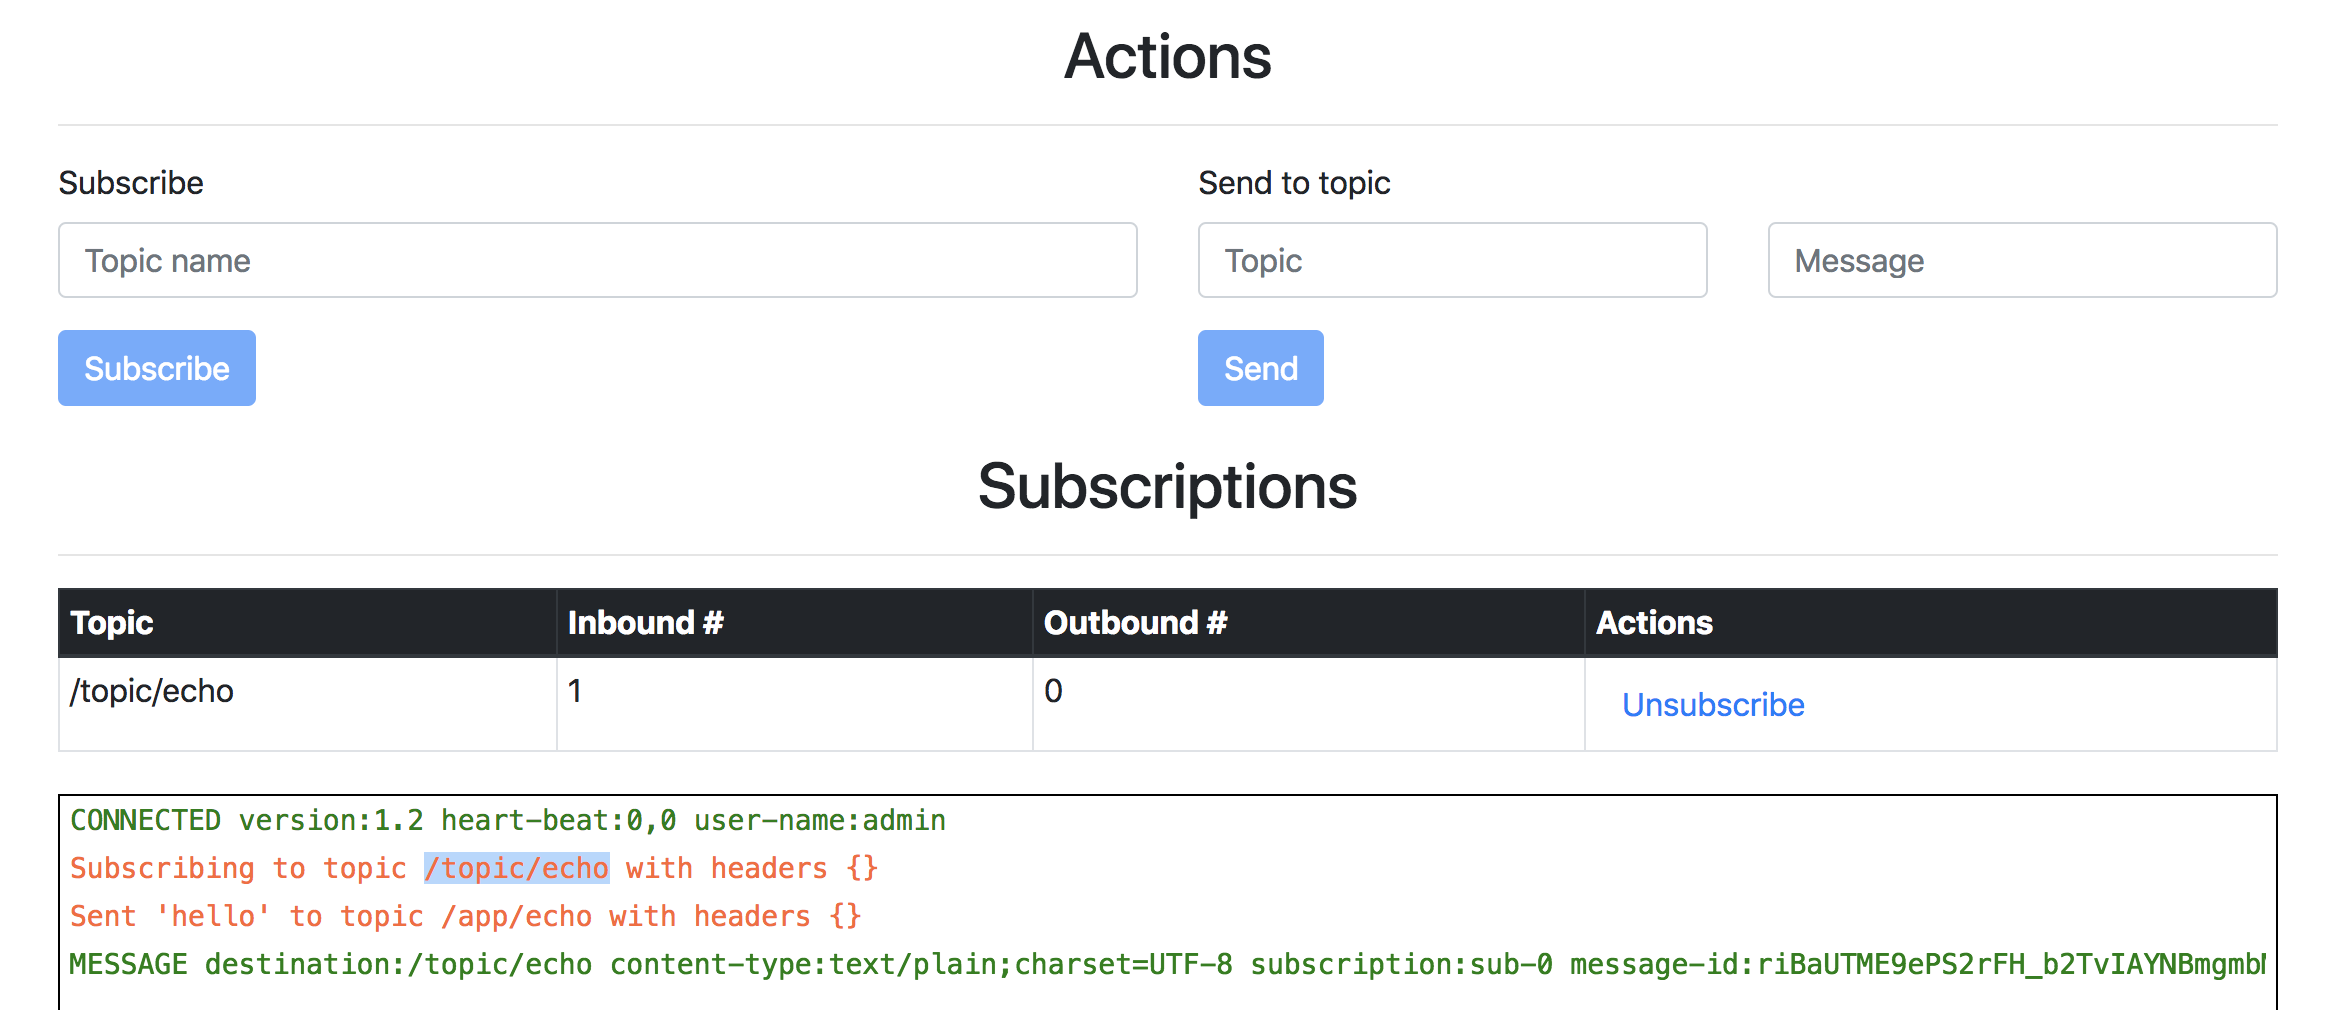 Actions
Subscribe
Send to topic
Topic name
Topic
Message
Subscribe
Send
Subscriptions
Topic Inbound # Outbound # Actions
/topic/echo 1 0 Unsubscribe
CONNECTED version:1.2 heart-beat:0,0 user-name:admin
Subscribing to topic /topic/echo with headers {}
Sent 'hello' to topic /app/echo with headers {}
MESSAGE destination:/topic/echo content-type:text/plain;charset=UTF-8 subscription:sub-0 message-id:riBaUTME9ePS2rFH_b2TvIAYNBmgmb